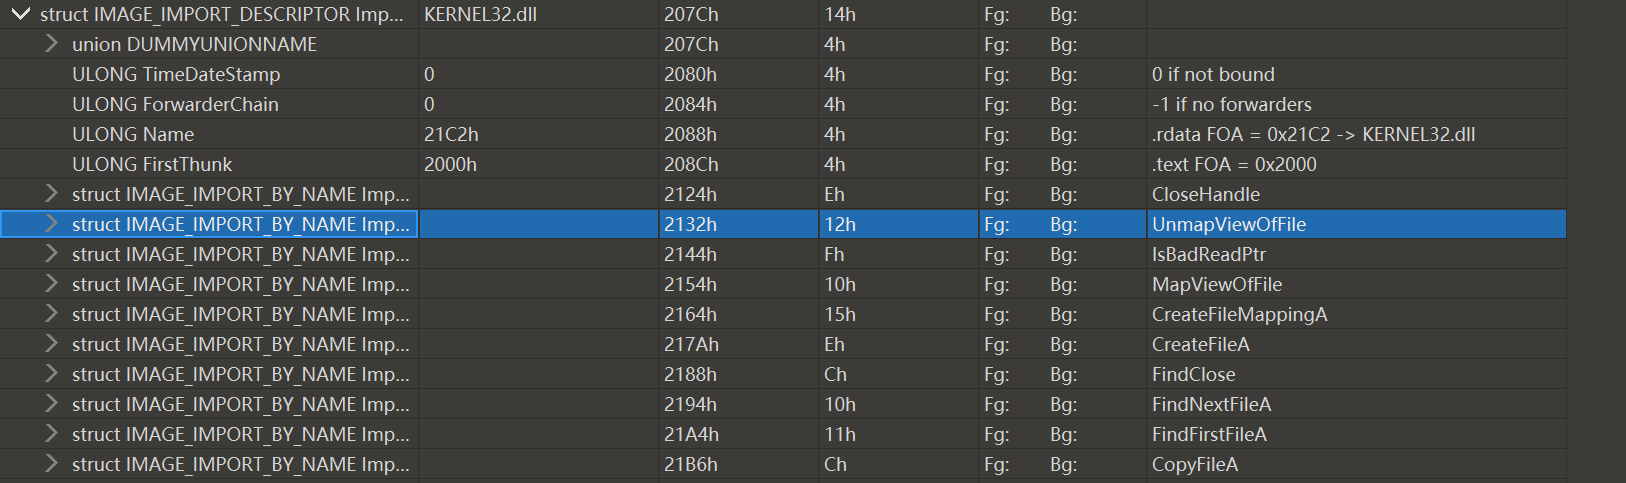 struct IMAGE_IMPORT_DESCRIPTOR Imp... KERNEL32.dll 207Ch 14h Fg: Bg:
union DUMMYUNIONNAME 207Ch 4h Fg: Bg:
ULONG TimeDateStamp 0 2080h 4h Fg: Bg: 0 if not bound
ULONG ForwarderChain 0 2084h 4h Fg: Bg: -1 if no forwarders
ULONG Name 21C2h 2088h 4h Fg: Bg: .rdata FOA = 0x21C2 -> KERNEL32.dll
ULONG FirstThunk 2000h 208Ch 4h Fg: Bg: .text FOA = 0x2000
struct IMAGE_IMPORT_BY_NAME Imp... 2124h Eh Fg: Bg: CloseHandle
struct IMAGE_IMPORT_BY_NAME Imp... 2132h 12h Fg: Bg: UnmapViewOfFile
struct IMAGE_IMPORT_BY_NAME Imp... 2144h Fh Fg: Bg: IsBadReadPtr
struct IMAGE_IMPORT_BY_NAME Imp... 2154h 10h Fg: Bg: MapViewOfFile
struct IMAGE_IMPORT_BY_NAME Imp... 2164h 15h Fg: Bg: CreateFileMappingA
struct IMAGE_IMPORT_BY_NAME Imp... 217Ah Eh Fg: Bg: CreateFileA
struct IMAGE_IMPORT_BY_NAME Imp... 2188h Ch Fg: Bg: FindClose
struct IMAGE_IMPORT_BY_NAME Imp... 2194h 10h Fg: Bg: FindNextFileA
struct IMAGE_IMPORT_BY_NAME Imp... 21A4h 11h Fg: Bg: FindFirstFileA
struct IMAGE_IMPORT_BY_NAME Imp... 21B6h Ch Fg: Bg: CopyFileA